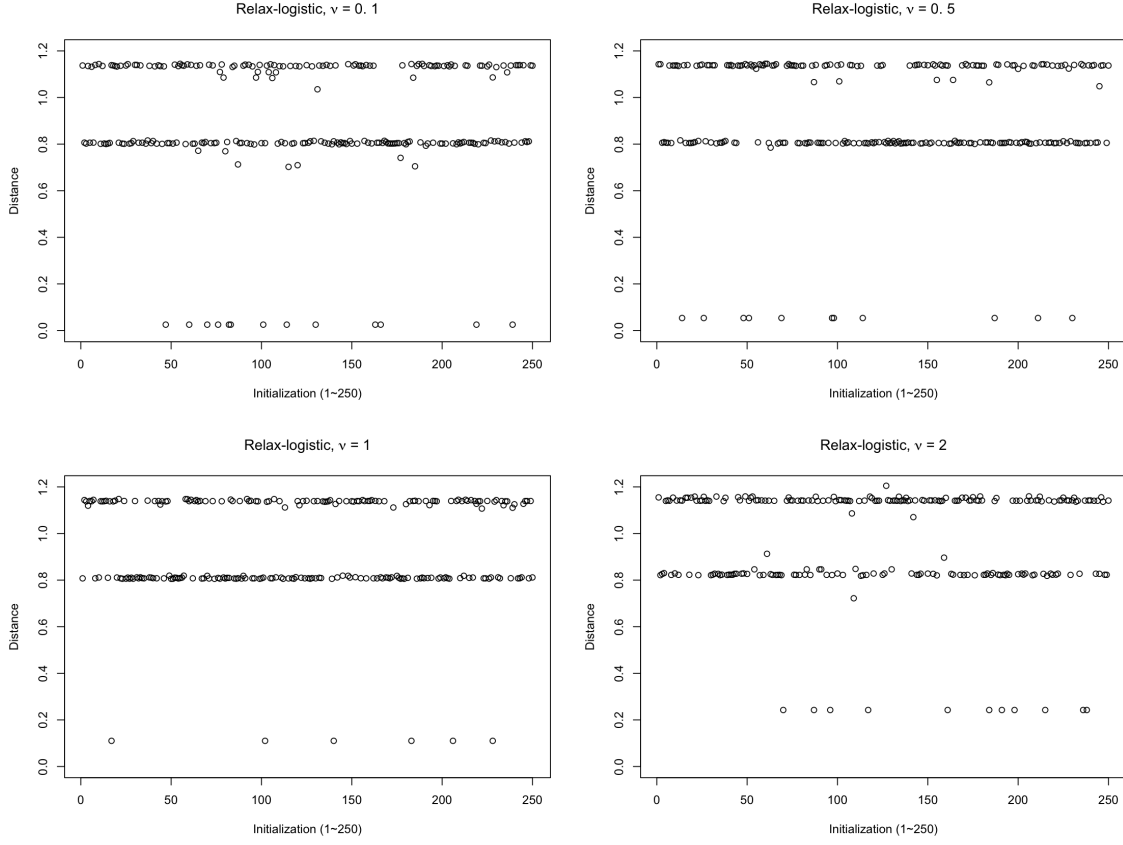 Relax-logistic, ν = 0. 1
Distance
0.0 0.2 0.4 0.6 0.8 1.0 1.2
0 50 100 150 200 250
Initialization (1~250)
Relax-logistic, ν = 0. 5
Distance
0.0 0.2 0.4 0.6 0.8 1.0 1.2
0 50 100 150 200 250
Initialization (1~250)
Relax-logistic, ν = 1
Distance
0.0 0.2 0.4 0.6 0.8 1.0 1.2
0 50 100 150 200 250
Initialization (1~250)
Relax-logistic, ν = 2
Distance
0.0 0.2 0.4 0.6 0.8 1.0 1.2
0 50 100 150 200 250
Initialization (1~250)